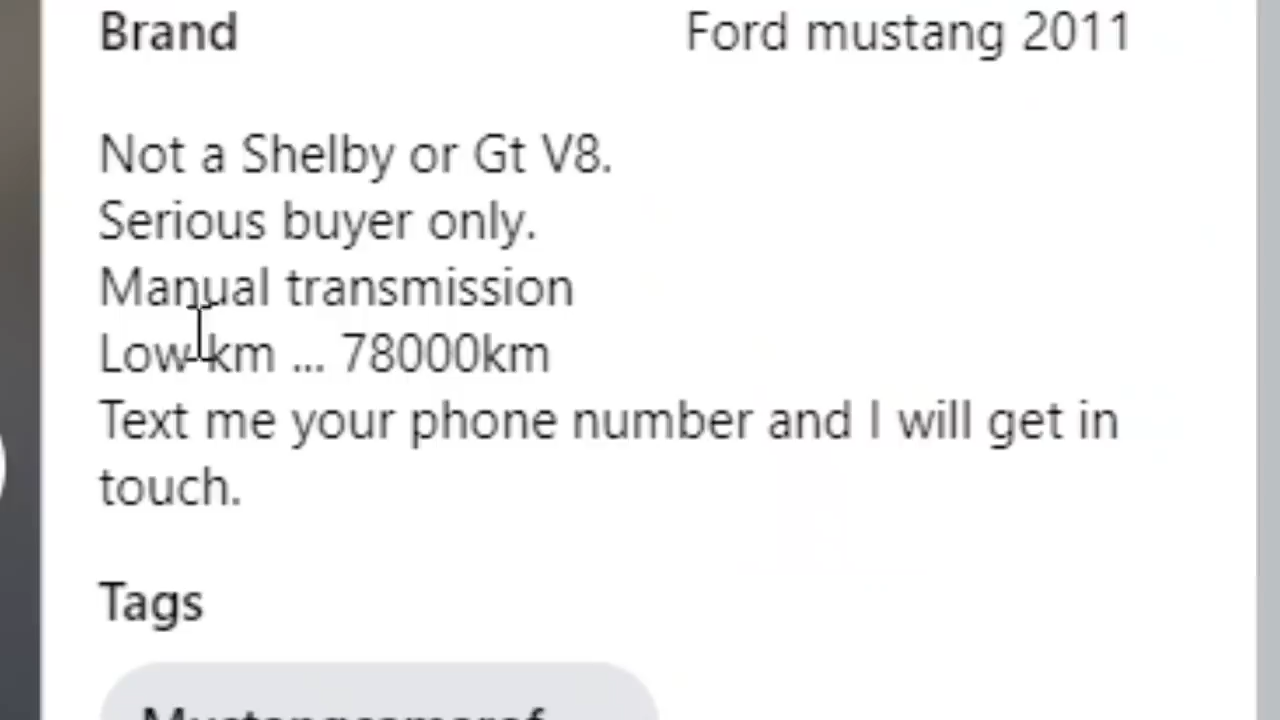 Brand Ford mustang 2011
Not a Shelby or Gt V8.
Serious buyer only.
Manual transmission
Low km ... 78000km
Text me your phone number and I will get in
touch.
Tags